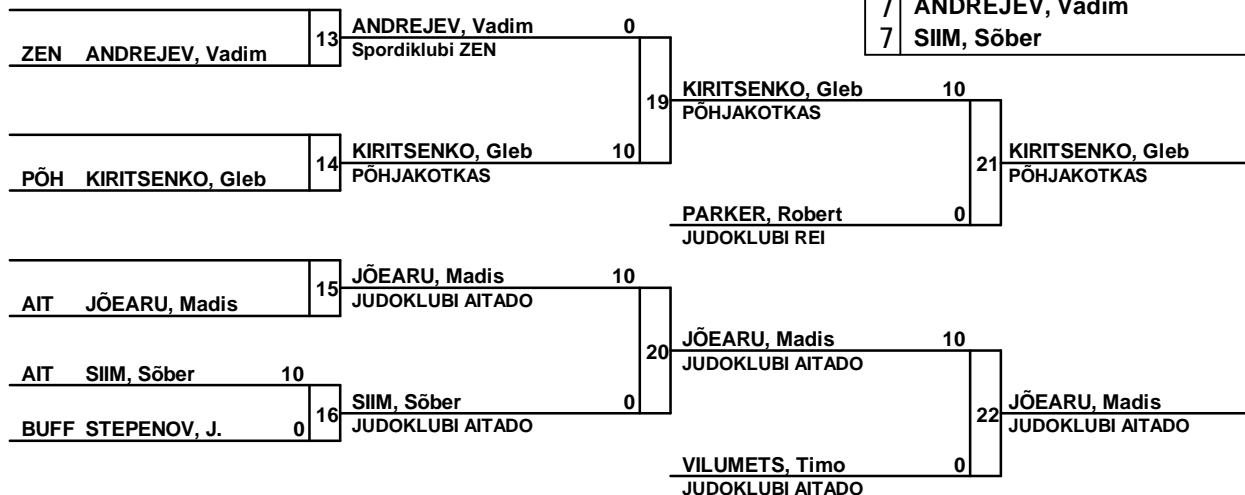 7 ANDREJEV, Vadim
13 ANDREJEV, Vadim 0
ZEN ANDREJEV, Vadim
Spordiklubi ZEN
7 SIIM, Sõber
19 KIRITSENKO, Gleb 10
PÕHJAKOTKAS
14 KIRITSENKO, Gleb 10
PÕH KIRITSENKO, Gleb
PÕHJAKOTKAS
21 KIRITSENKO, Gleb
PÕHJAKOTKAS
PARKER, Robert 0
JUDOKLUBI REI
15 JÕEARU, Madis 10
AIT JÕEARU, Madis
JUDOKLUBI AITADO
20 JÕEARU, Madis 10
JUDOKLUBI AITADO
AIT SIIM, Sõber 10
16 SIIM, Sõber 0
BUFF STEPENOV, J. 0
JUDOKLUBI AITADO
22 JÕEARU, Madis
JUDOKLUBI AITADO
VILUMETS, Timo 0
JUDOKLUBI AITADO